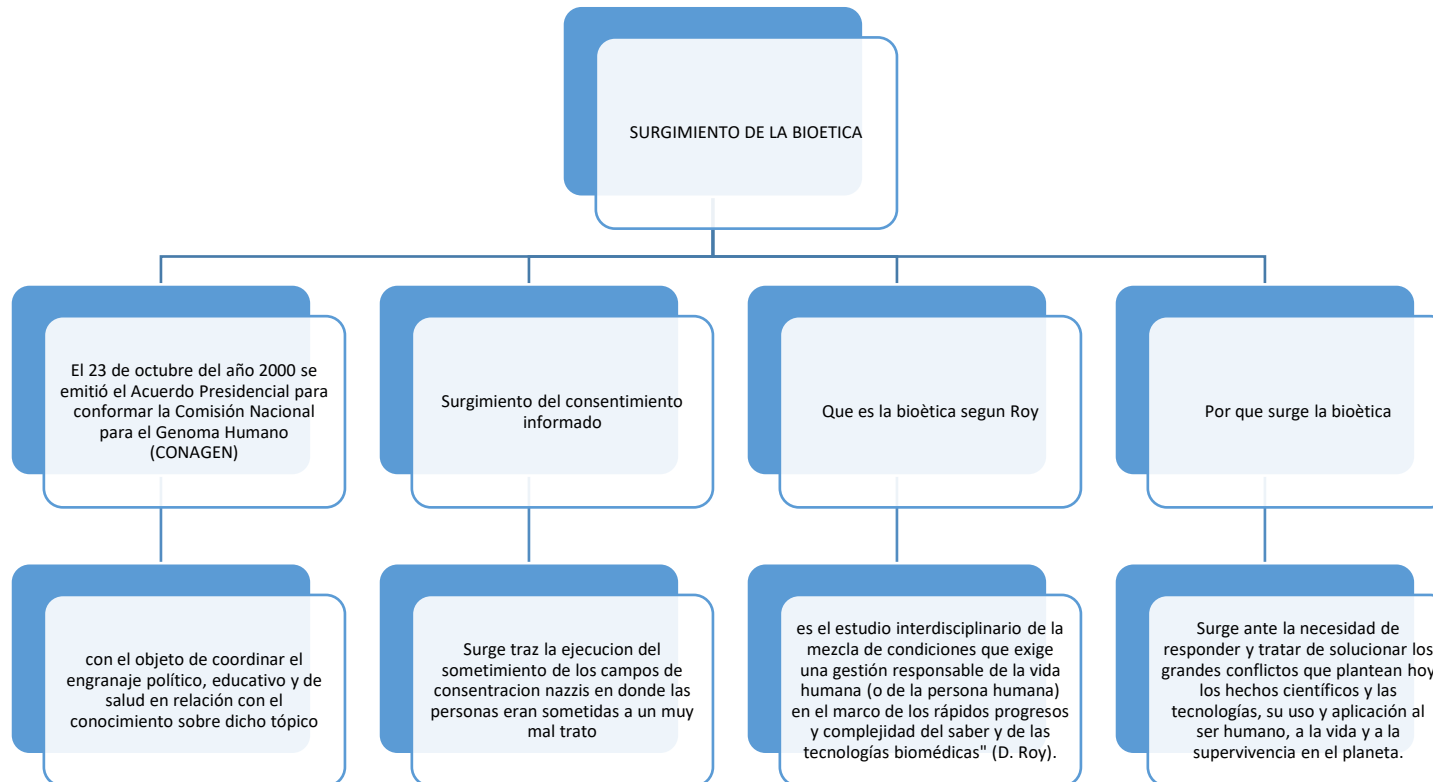 SURGIMIENTO DE LA BIOETICA
El 23 de octubre del año 2000 se
emitió el Acuerdo Presidencial para
conformar la Comisión Nacional
para el Genoma Humano
(CONAGEN)
Surgimiento del consentimiento
informado
Que es la bioètica segun Roy
Por que surge la bioètica
con el objeto de coordinar el
engranaje político, educativo y de
salud en relación con el
conocimiento sobre dicho tópico
Surge traz la ejecucion del
sometimiento de los campos de
consentracion nazzis en donde las
personas eran sometidas a un muy
mal trato
es el estudio interdisciplinario de la
mezcla de condiciones que exige
una gestión responsable de la vida
humana (o de la persona humana)
en el marco de los rápidos progresos
y complejidad del saber y de las
tecnologías biomédicas" (D. Roy).
Surge ante la necesidad de
responder y tratar de solucionar los
grandes conflictos que plantean hoy
los hechos científicos y las
tecnologías, su uso y aplicación al
ser humano, a la vida y a la
supervivencia en el planeta.